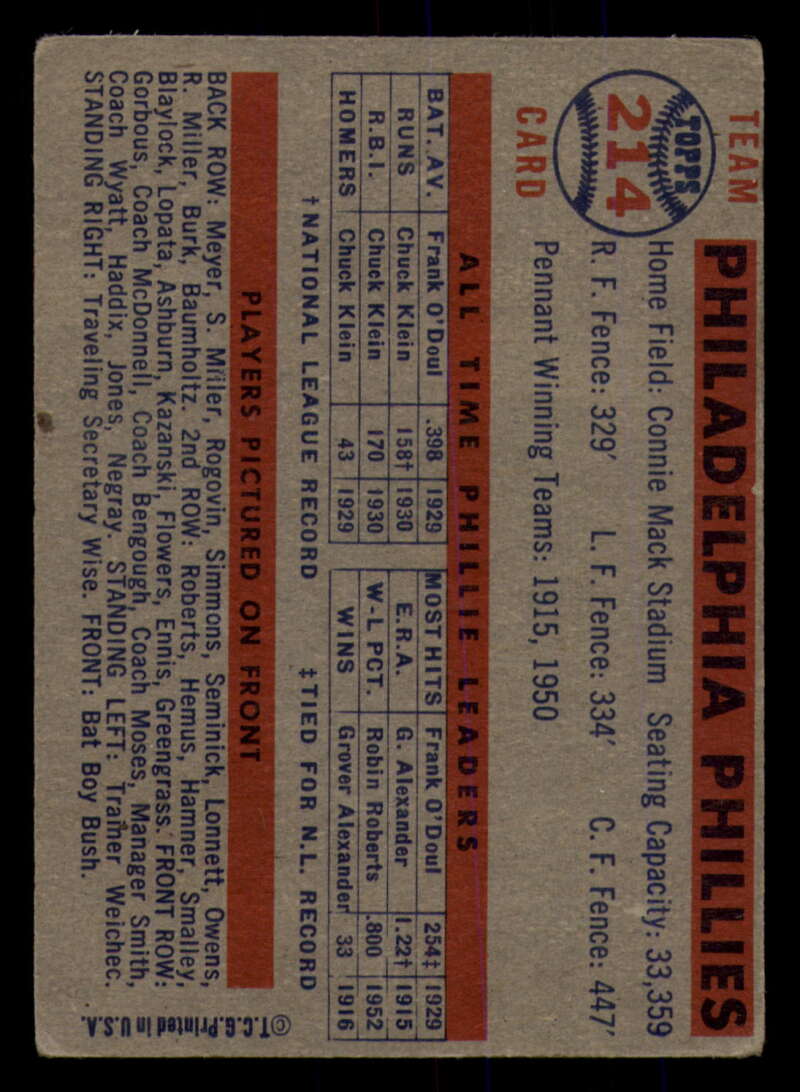 TEAM
TOPPS
214
CARD
PHILADELPHIA PHILLIES
Home Field: Connie Mack Stadium Seating Capacity: 33,359
R. F. Fence: 329' L. F. Fence: 334' C. F. Fence: 447'
Pennant Winning Teams: 1915, 1950
ALL TIME PHILLIE LEADERS
BAT. AV. Frank O'Doul .398 1929 MOST HITS Frank O'Doul 254‡ 1929
RUNS Chuck Klein 158† 1930 E.R.A. G. Alexander 1.22† 1915
R.B.I. Chuck Klein 170 1930 W-L PCT. Robin Roberts .800 1952
HOMERS Chuck Klein 43 1929 WINS Grover Alexander 33 1916
†NATIONAL LEAGUE RECORD ‡TIED FOR N.L. RECORD
PLAYERS PICTURED ON FRONT
BACK ROW: Meyer, S. Miller, Rogovin, Simmons, Seminick, Lonnett, Owens,
R. Miller, Burk, Baumholtz. 2nd ROW: Roberts, Hemus, Hamner, Smalley,
Blaylock, Lopata, Ashburn, Kazanski, Flowers, Ennis, Greengrass. FRONT ROW:
Gorbous, Coach McDonnell, Coach Bengough, Coach Moses, Manager Smith,
Coach Wyatt, Haddix, Jones, Negray. STANDING LEFT: Trainer Weichec.
STANDING RIGHT: Traveling Secretary Wise. FRONT: Bat Boy Bush.
©T.C.G. Printed in U.S.A.